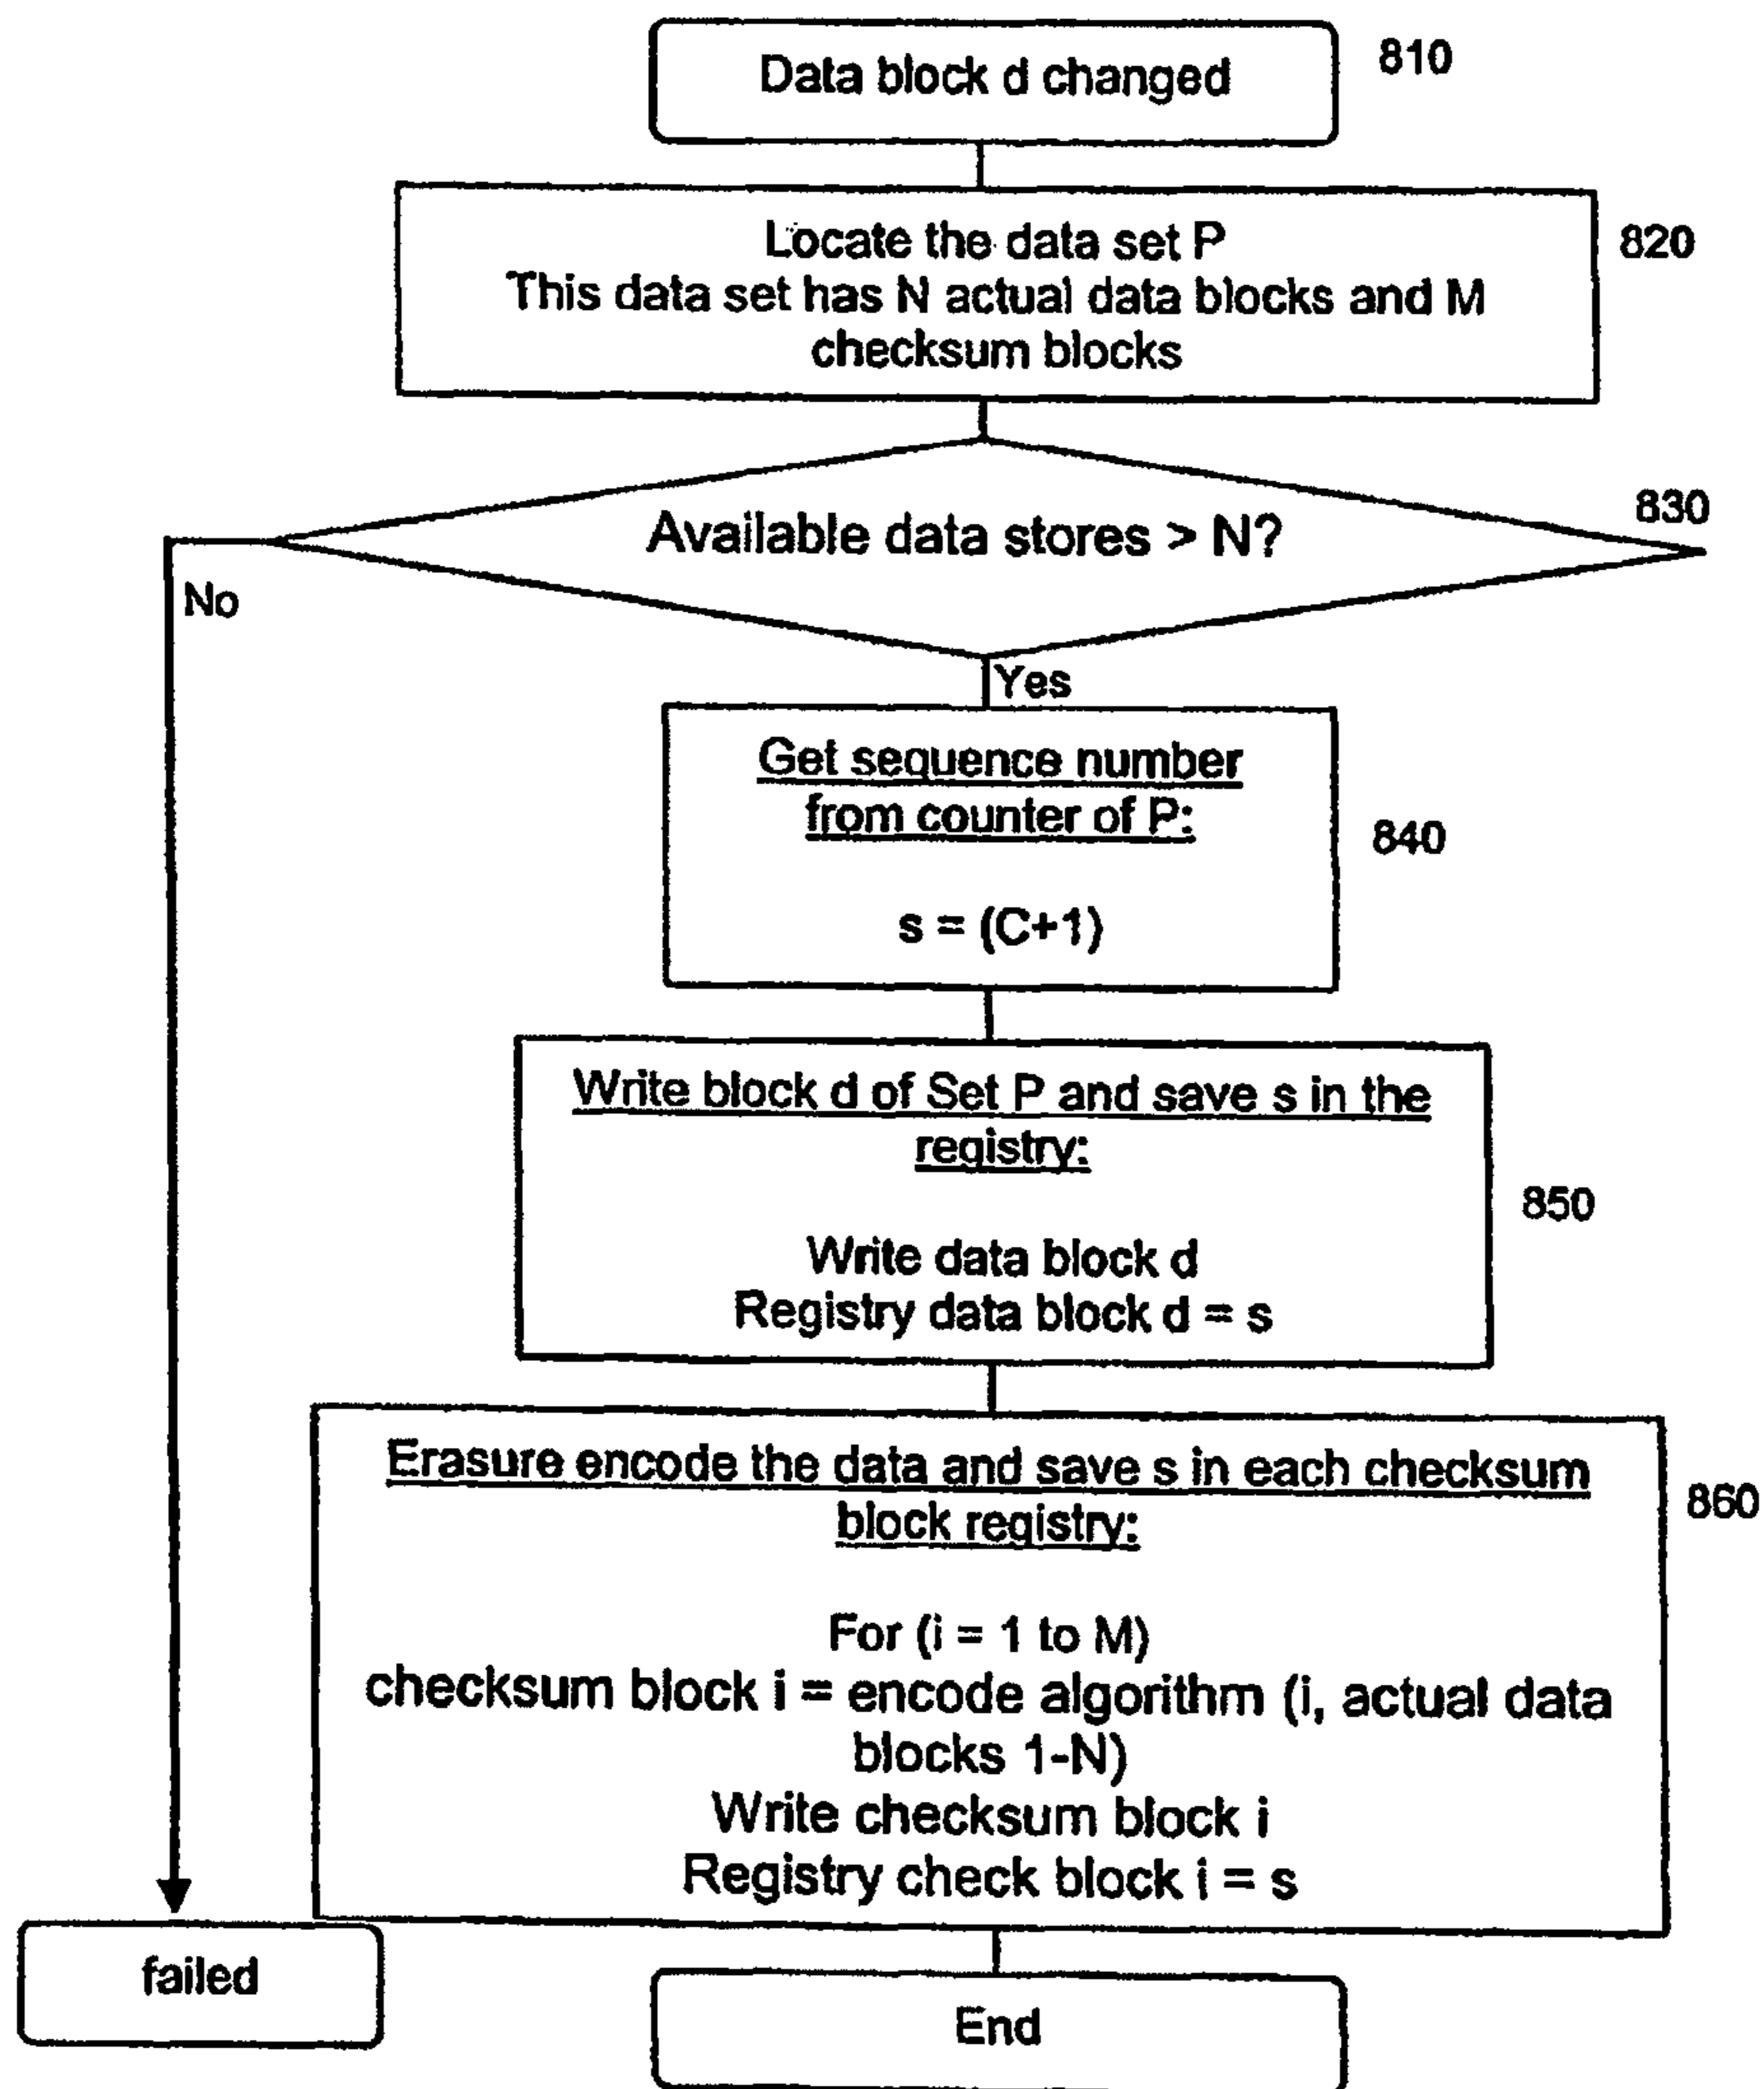 Data block d changed
810
Locate the data set P
This data set has N actual data blocks and M
checksum blocks
820
Available data stores > N?
830
No
Yes
Get sequence number
from counter of P:
s = (C+1)
840
Write block d of Set P and save s in the
registry:
Write data block d
Registry data block d = s
850
Erasure encode the data and save s in each checksum
block registry:
For (i = 1 to M)
checksum block i = encode algorithm (i, actual data
blocks 1-N)
Write checksum block i
Registry check block i = s
860
failed
End